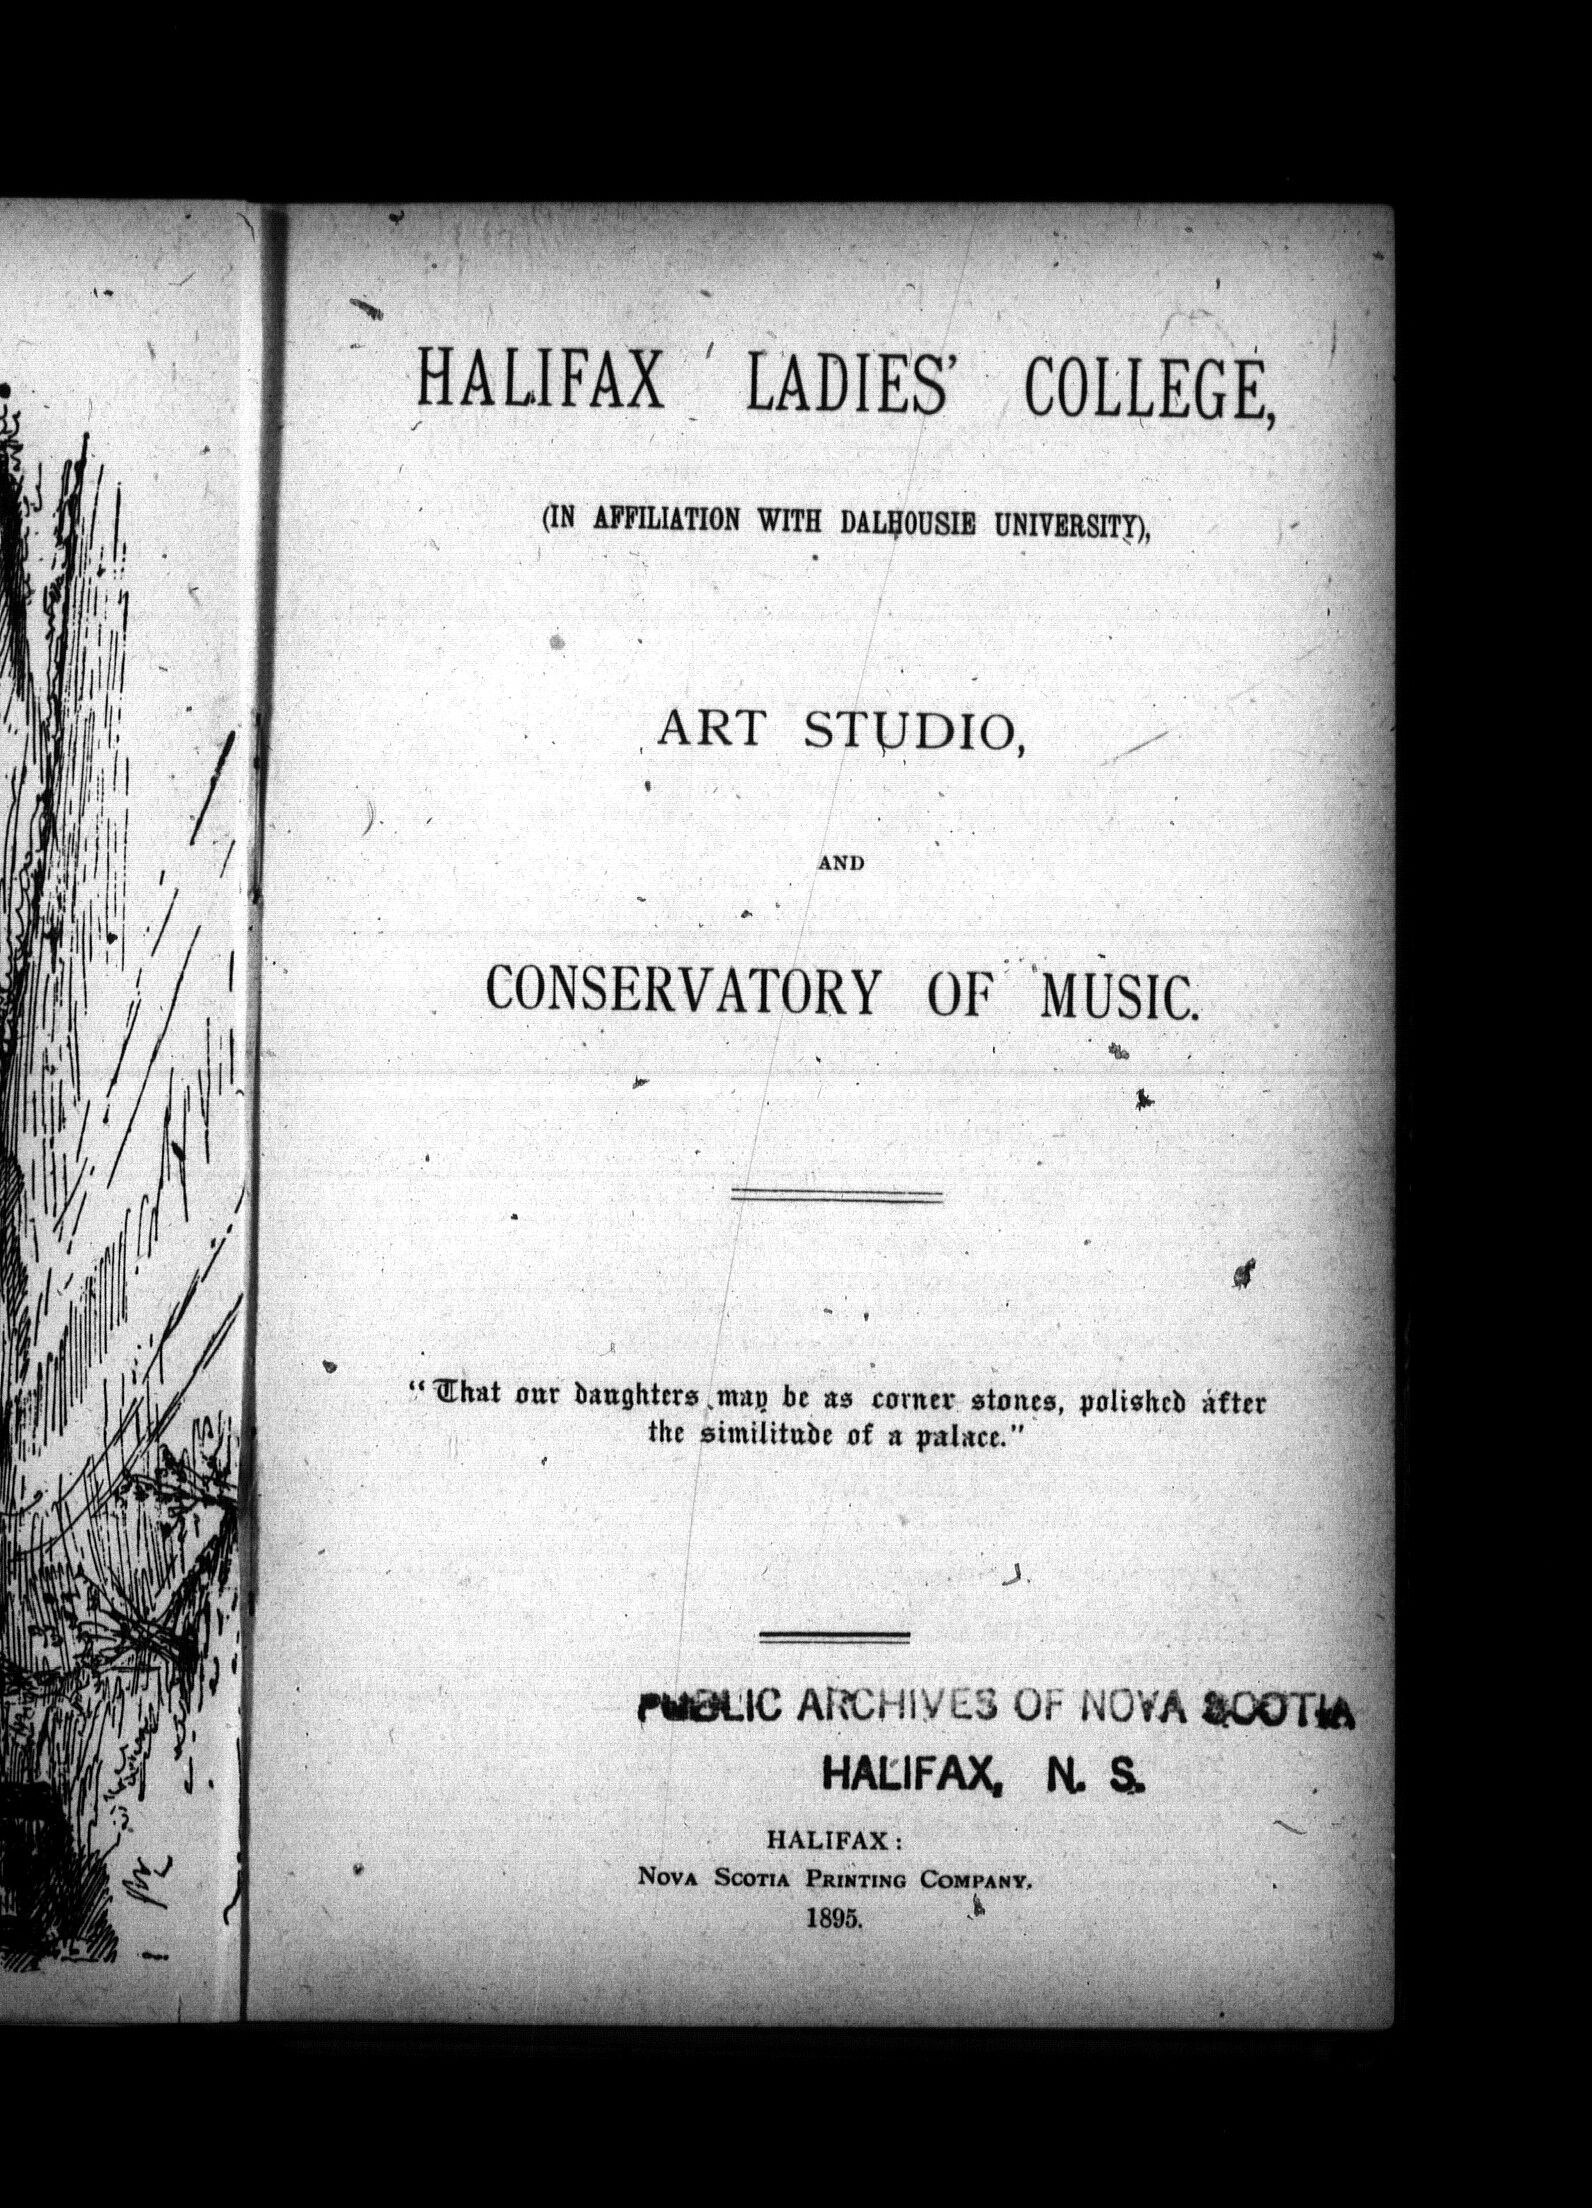 HALIFAX LADIES' COLLEGE,
(IN AFFILIATION WITH DALHOUSIE UNIVERSITY),
ART STUDIO,
AND
CONSERVATORY OF MUSIC.
"That our daughters may be as corner stones, polished after
the similitude of a palace."
PUBLIC ARCHIVES OF NOVA SCOTIA
HALIFAX, N. S.
HALIFAX:
NOVA SCOTIA PRINTING COMPANY.
1895.